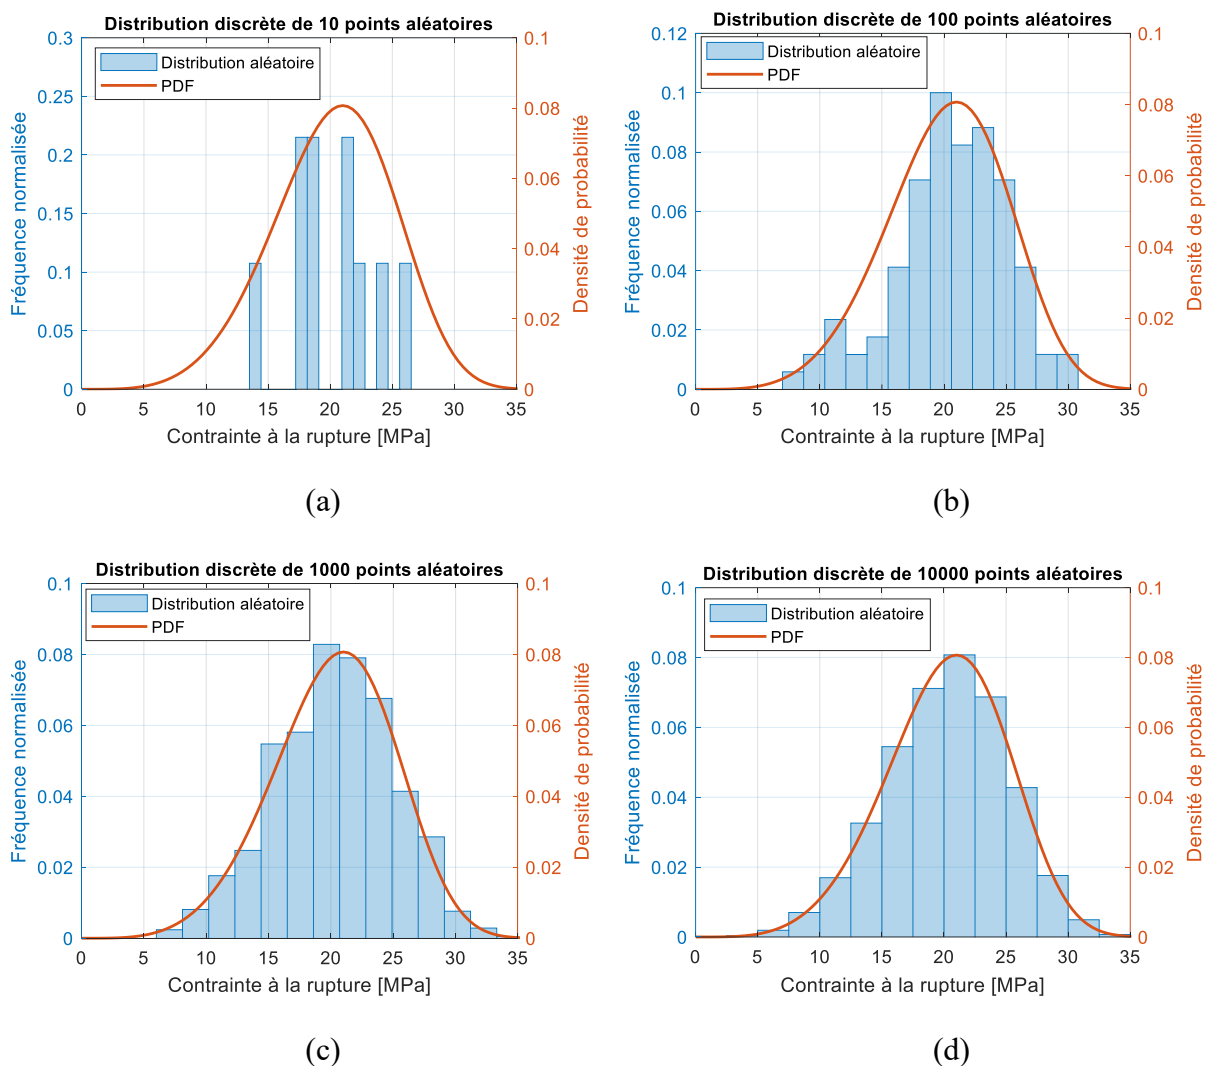 Distribution discrète de 10 points aléatoires
0.3
0.25
0.2
0.15
0.1
0.05
0
Fréquence normalisée
Distribution aléatoire
PDF
0.1
0.08
0.06
0.04
0.02
0
Densité de probabilité
0 5 10 15 20 25 30 35
Contrainte à la rupture [MPa]
(a)
Distribution discrète de 100 points aléatoires
0.12
0.1
0.08
0.06
0.04
0.02
0
Fréquence normalisée
Distribution aléatoire
PDF
0.1
0.08
0.06
0.04
0.02
0
Densité de probabilité
0 5 10 15 20 25 30 35
Contrainte à la rupture [MPa]
(b)
Distribution discrète de 1000 points aléatoires
0.1
0.08
0.06
0.04
0.02
0
Fréquence normalisée
Distribution aléatoire
PDF
0.1
0.08
0.06
0.04
0.02
0
Densité de probabilité
0 5 10 15 20 25 30 35
Contrainte à la rupture [MPa]
(c)
Distribution discrète de 10000 points aléatoires
0.1
0.08
0.06
0.04
0.02
0
Fréquence normalisée
Distribution aléatoire
PDF
0.1
0.08
0.06
0.04
0.02
0
Densité de probabilité
0 5 10 15 20 25 30 35
Contrainte à la rupture [MPa]
(d)